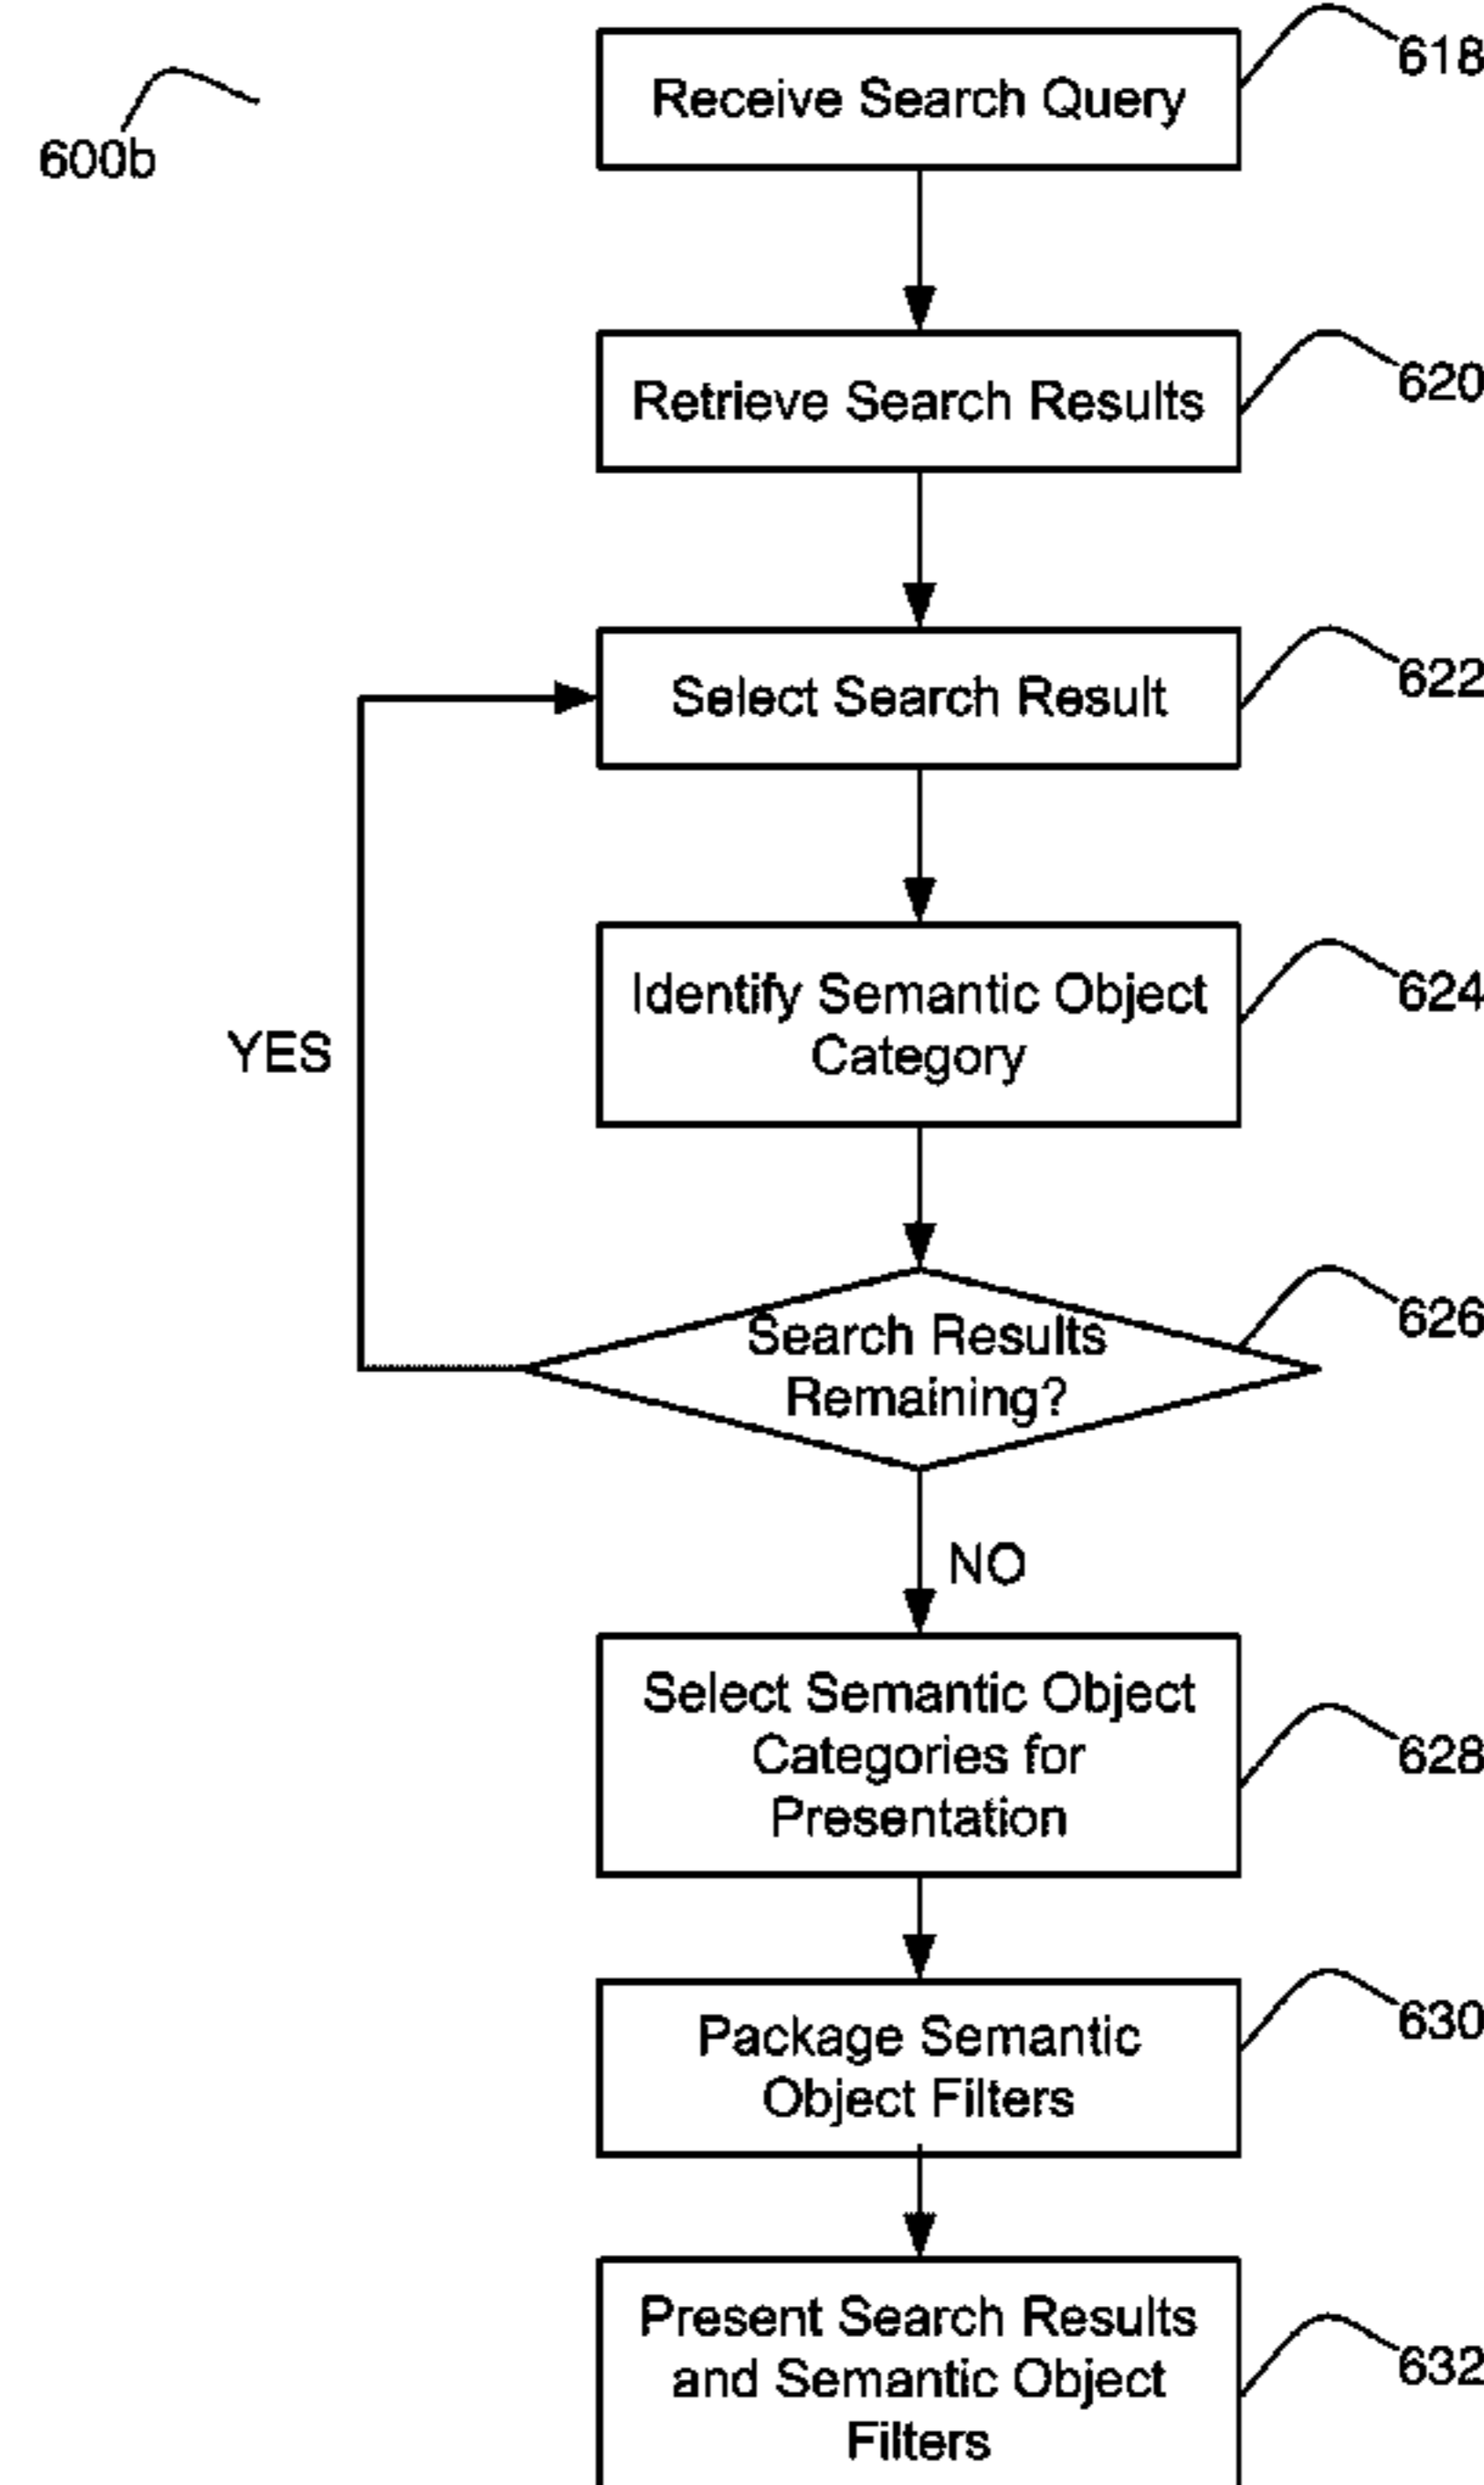 618
Receive Search Query
600b
620
Retrieve Search Results
622
Select Search Result
624
Identify Semantic Object
Category
YES
626
Search Results
Remaining?
NO
Select Semantic Object
Categories for
Presentation
628
Package Semantic
Object Filters
630
Present Search Results
and Semantic Object
Filters
632